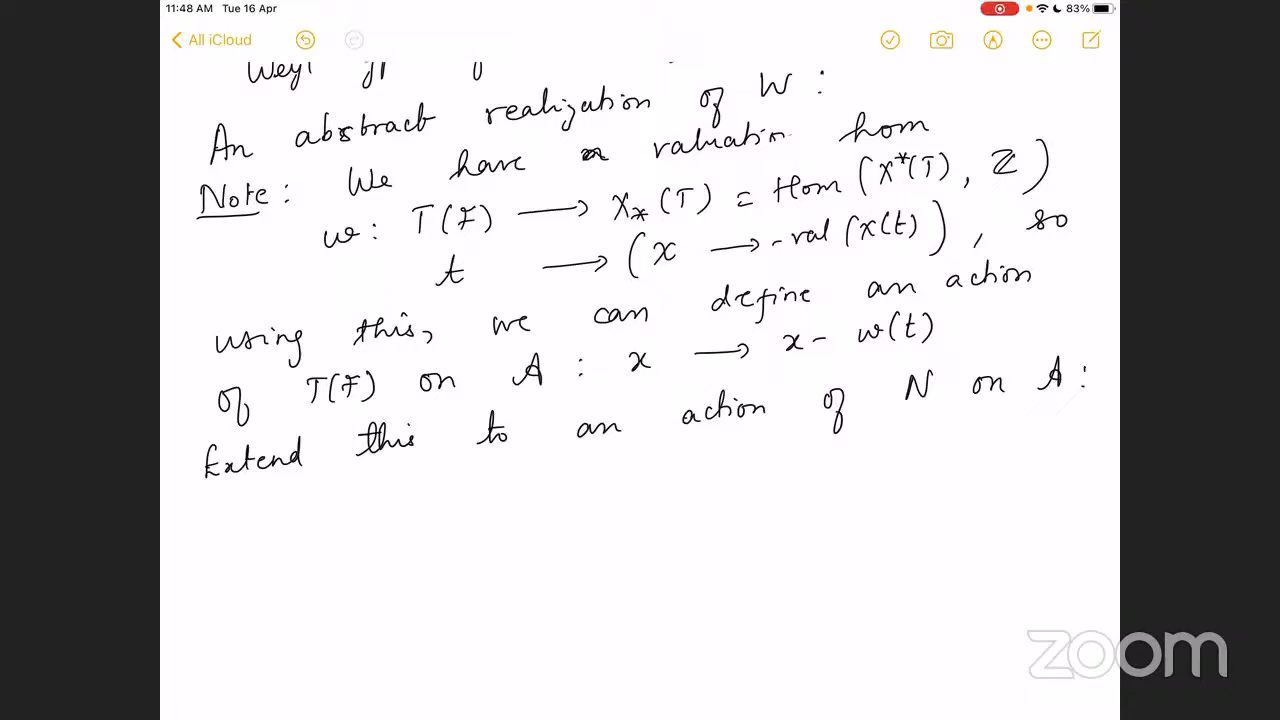 11:48 AM Tue 16 Apr
83%
All iCloud
An abstract realization of W :
Note : We have a valuation hom
w : T(F) → X_*(T) = Hom (X^*(T), Z)
t → (x → - val (x(t)) , so
using this, we can define an action
of T(F) on A : x → x - w(t)
Extend this to an action of N on A :
zoom